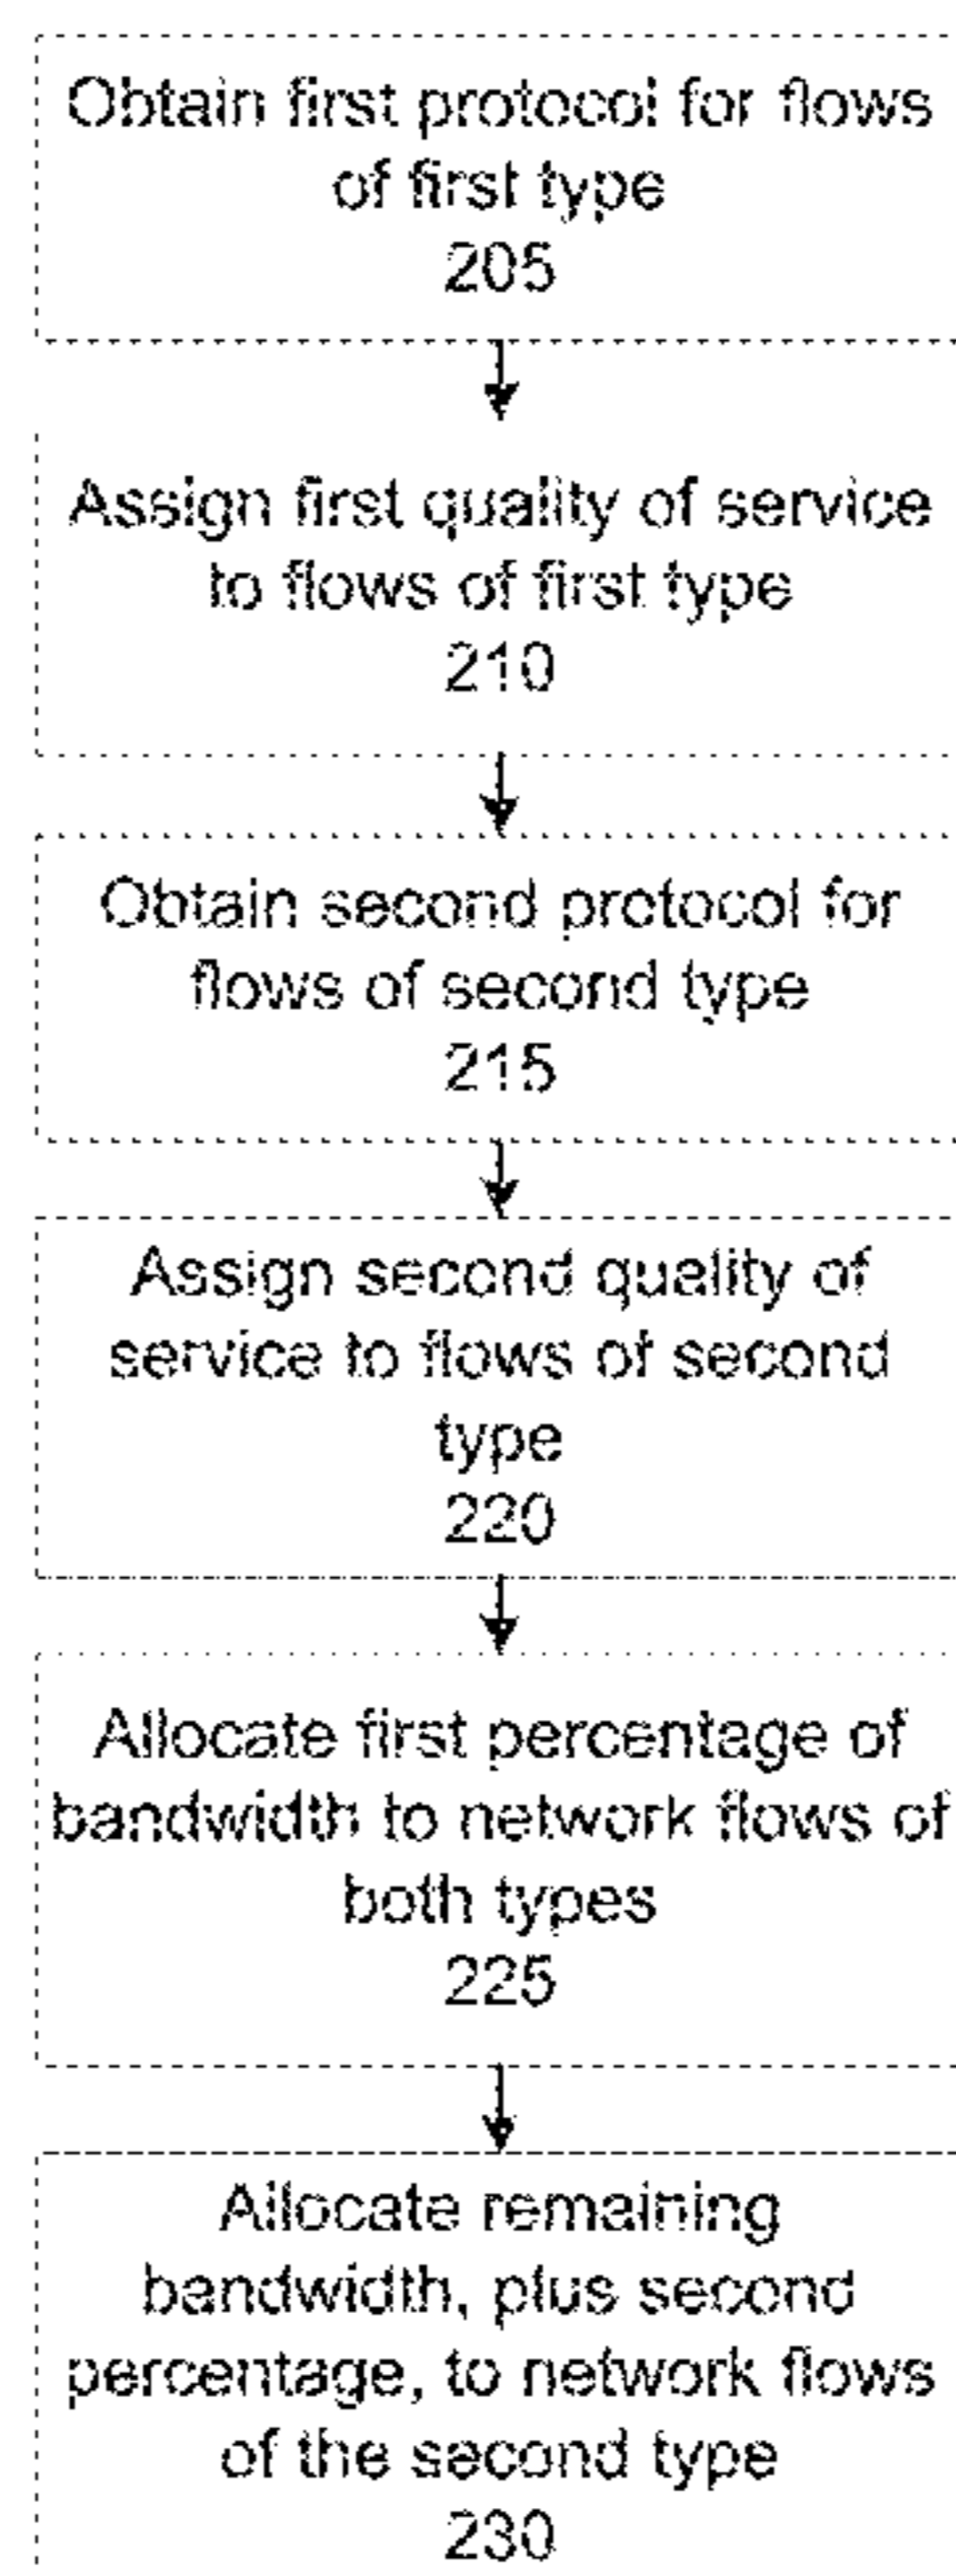 Obtain first protocol for flows
of first type
205
Assign first quality of service
to flows of first type
210
Obtain second protocol for
flows of second type
215
Assign second quality of
service to flows of second
type
220
Allocate first percentage of
bandwidth to network flows of
both types
225
Allocate remaining
bandwidth, plus second
percentage, to network flows
of the second type
230